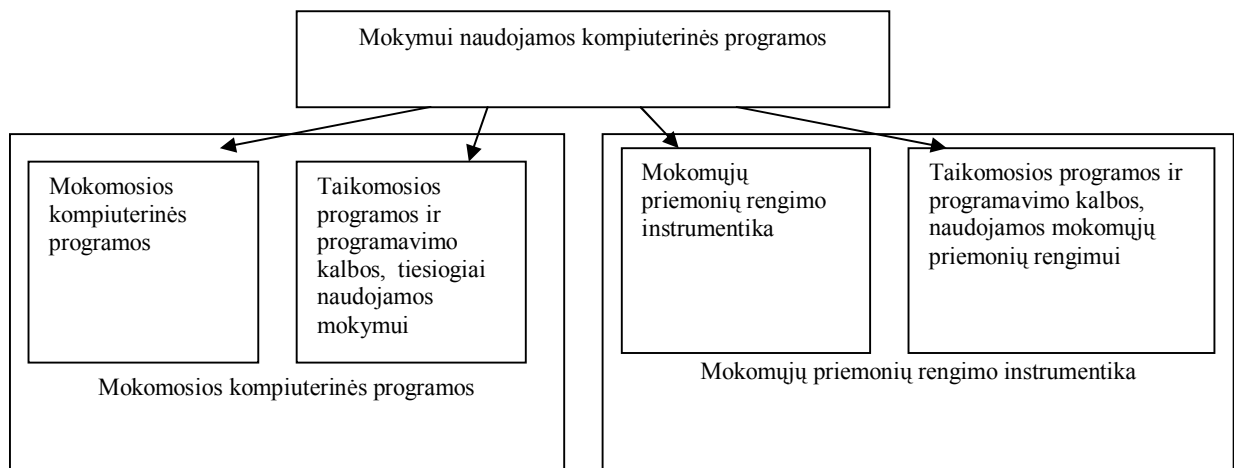 Mokymui naudojamos kompiuterinės programos
Mokomosios
kompiuterinės
programos
Taikomosios
programos ir
programavimo
kalbos, tiesiogiai
naudojamos
mokymui
Mokomosios kompiuterinės programos
Mokomųjų
priemonių rengimo
instrumentika
Taikomosios programos ir
programavimo kalbos,
naudojamos mokomųjų
priemonių rengimui
Mokomųjų priemonių rengimo instrumentika